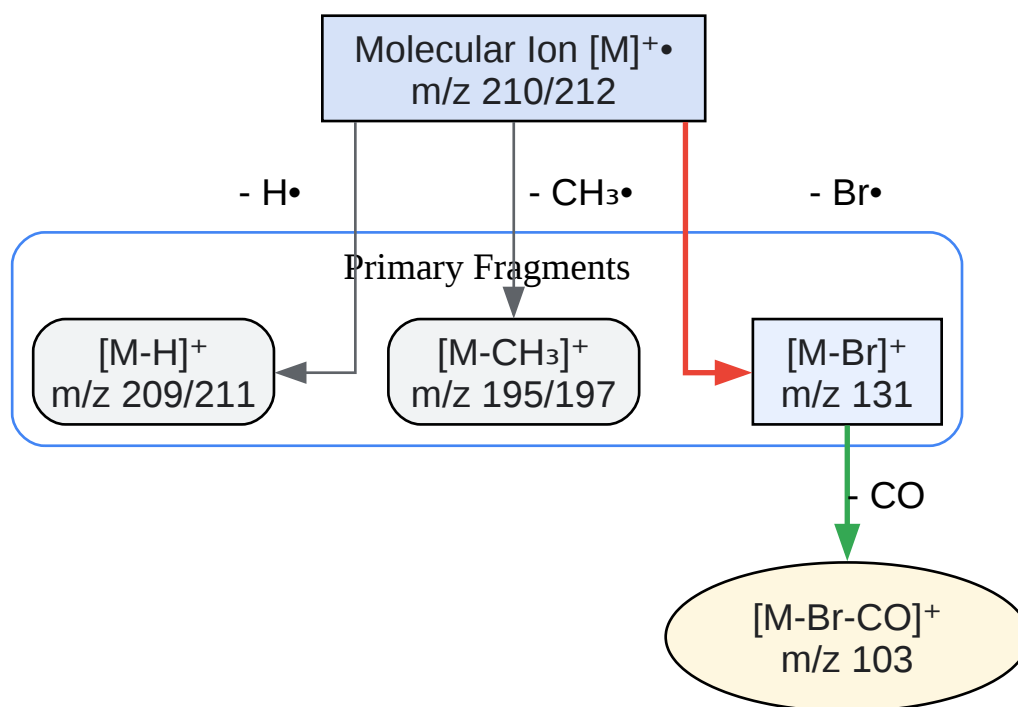 Molecular Ion [M]⁺•
m/z 210/212
- H•
- CH₃•
- Br•
Primary Fragments
[M-H]⁺
m/z 209/211
[M-CH₃]⁺
m/z 195/197
[M-Br]⁺
m/z 131
- CO
[M-Br-CO]⁺
m/z 103